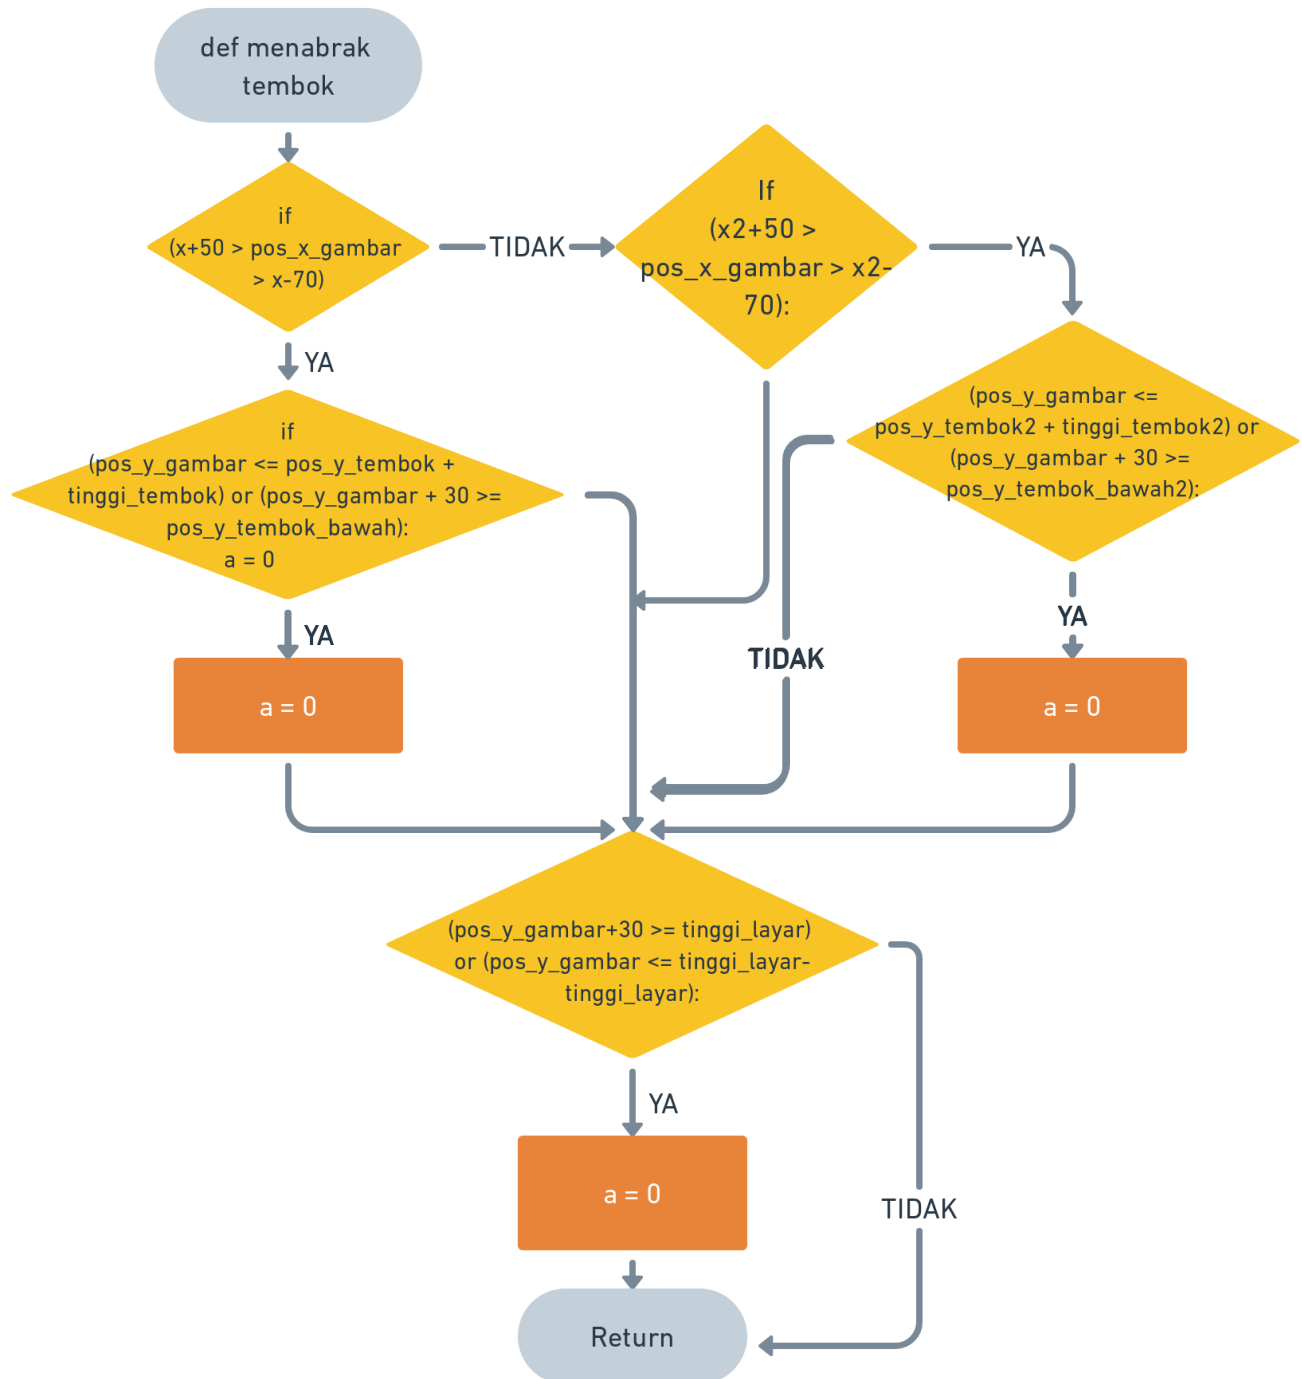 def menabrak
tembok
if
(x+50 > pos_x_gambar
> x-70)
TIDAK
If
(x2+50 >
pos_x_gambar > x2-
70):
YA
YA
if
(pos_y_gambar <= pos_y_tembok +
tinggi_tembok) or (pos_y_gambar + 30 >=
pos_y_tembok_bawah):
a = 0
(pos_y_gambar <=
pos_y_tembok2 + tinggi_tembok2) or
(pos_y_gambar + 30 >=
pos_y_tembok_bawah2):
YA
YA
TIDAK
a = 0
a = 0
(pos_y_gambar+30 >= tinggi_layar)
or (pos_y_gambar <= tinggi_layar-
tinggi_layar):
YA
a = 0
TIDAK
Return